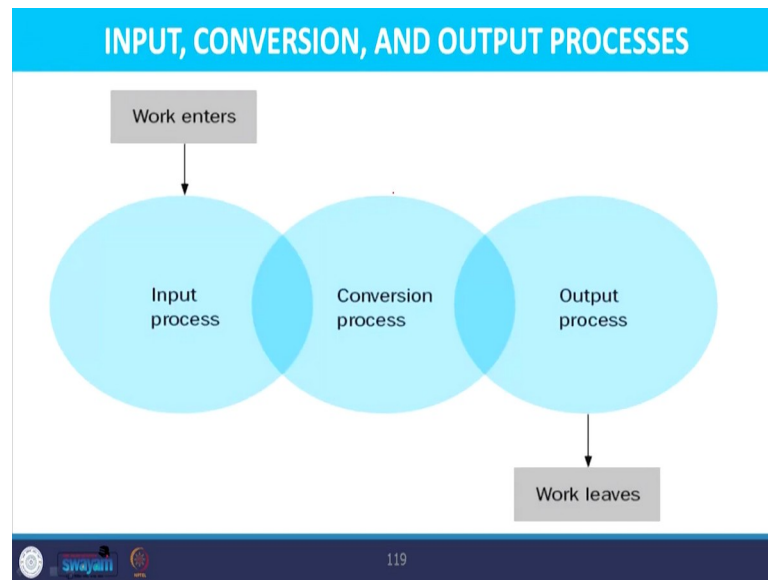 INPUT, CONVERSION, AND OUTPUT PROCESSES
Work enters
Input
process
Conversion
process
Output
process
Work leaves
swayam
119